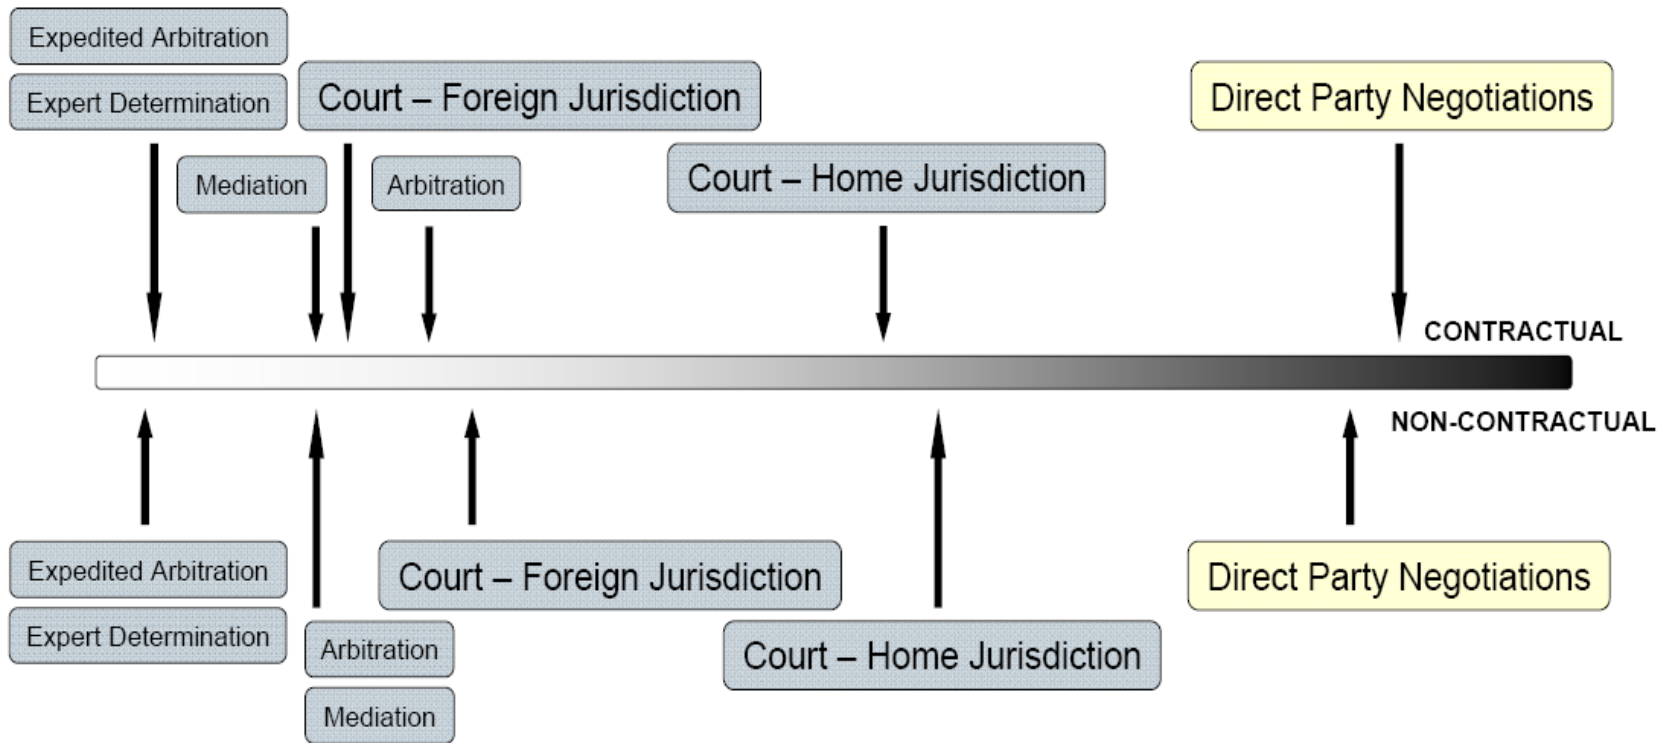 Expedited Arbitration
Expert Determination
Court – Foreign Jurisdiction
Direct Party Negotiations
Mediation
Arbitration
Court – Home Jurisdiction
CONTRACTUAL
NON-CONTRACTUAL
Expedited Arbitration
Expert Determination
Court – Foreign Jurisdiction
Direct Party Negotiations
Arbitration
Mediation
Court – Home Jurisdiction